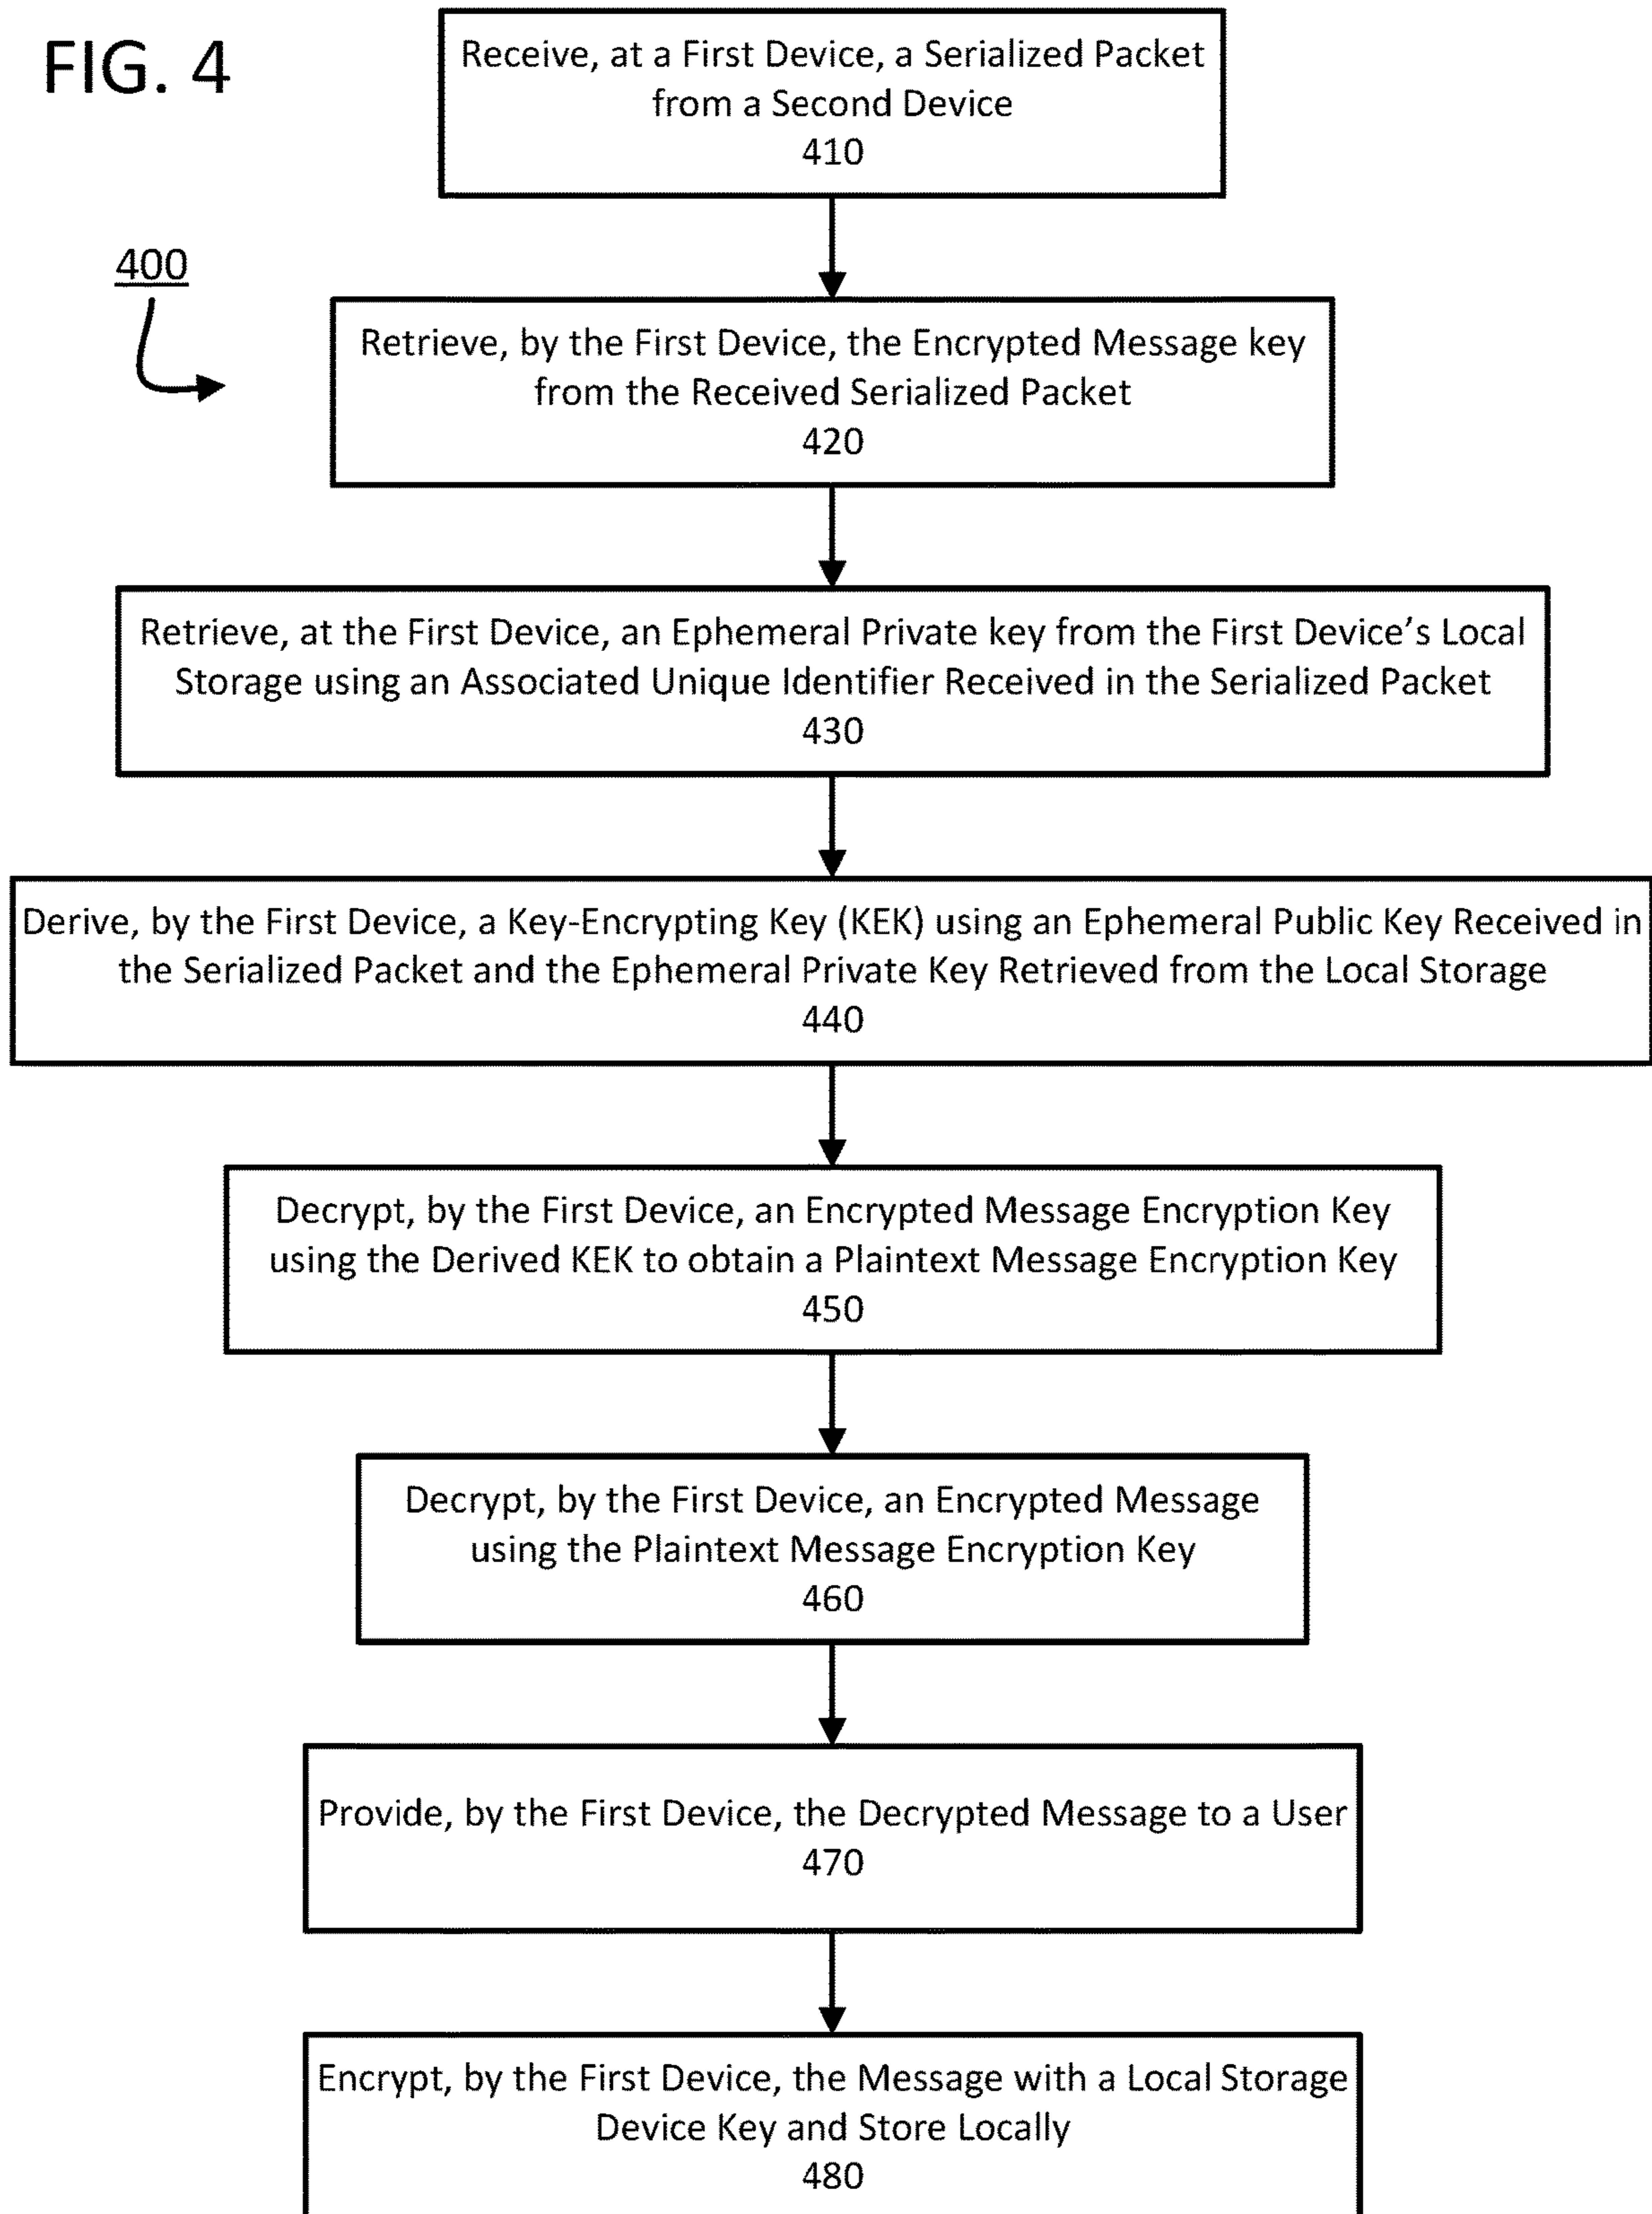 FIG. 4
Receive, at a First Device, a Serialized Packet
from a Second Device
410
400
Retrieve, by the First Device, the Encrypted Message key
from the Received Serialized Packet
420
Retrieve, at the First Device, an Ephemeral Private key from the First Device's Local
Storage using an Associated Unique Identifier Received in the Serialized Packet
430
Derive, by the First Device, a Key-Encrypting Key (KEK) using an Ephemeral Public Key Received in
the Serialized Packet and the Ephemeral Private Key Retrieved from the Local Storage
440
Decrypt, by the First Device, an Encrypted Message Encryption Key
using the Derived KEK to obtain a Plaintext Message Encryption Key
450
Decrypt, by the First Device, an Encrypted Message
using the Plaintext Message Encryption Key
460
Provide, by the First Device, the Decrypted Message to a User
470
Encrypt, by the First Device, the Message with a Local Storage
Device Key and Store Locally
480